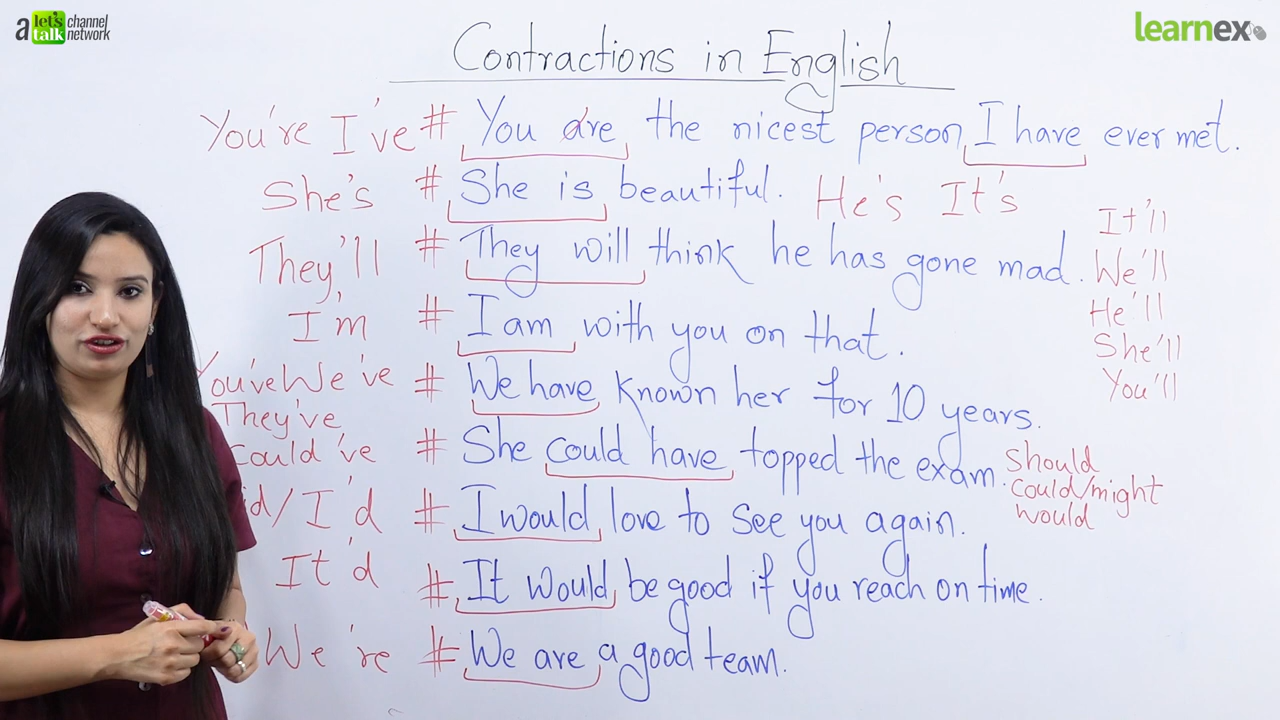 a let's talk channel network
learnex
Contractions in English
You're I've # You are the nicest person I have ever met.
She's # She is beautiful. He's It's
It'll
They'll # They will think he has gone mad. We'll
He'll
I'm # I am with you on that.
She'll
You'll
You've We've # We have known her for 10 years.
They've
Could've # She could have topped the exam. should
could/might
would
I'd # I would love to see you again.
It'd # It would be good if you reach on time.
We're # We are a good team.